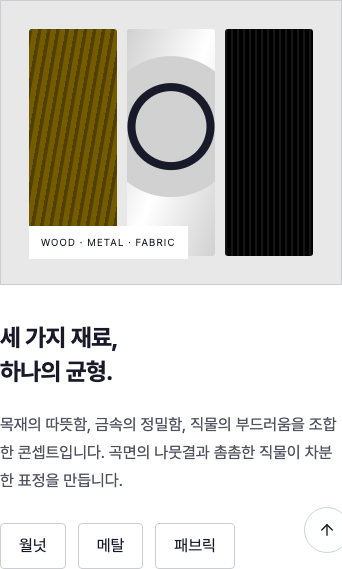 WOOD · METAL · FABRIC
세 가지 재료,
하나의 균형.
목재의 따뜻함, 금속의 정밀함, 직물의 부드러움을 조합
한 콘셉트입니다. 곡면의 나뭇결과 촘촘한 직물이 차분
한 표정을 만듭니다.
월넛 메탈 패브릭